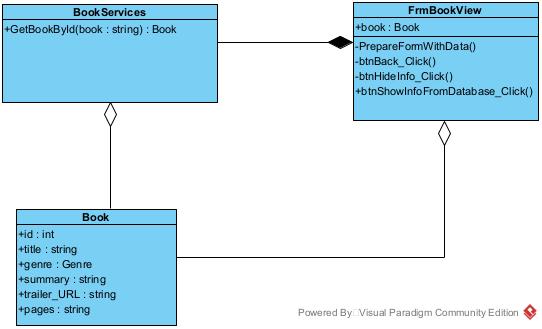 BookServices
+GetBookById(book : string) : Book
FrmBookView
+book : Book
-PrepareFormWithData()
-btnBack_Click()
-btnHideInfo_Click()
+btnShowInfoFromDatabase_Click()
Book
+id : int
+title : string
+genre : Genre
+summary : string
+trailer_URL : string
+pages : string
Powered By Visual Paradigm Community Edition